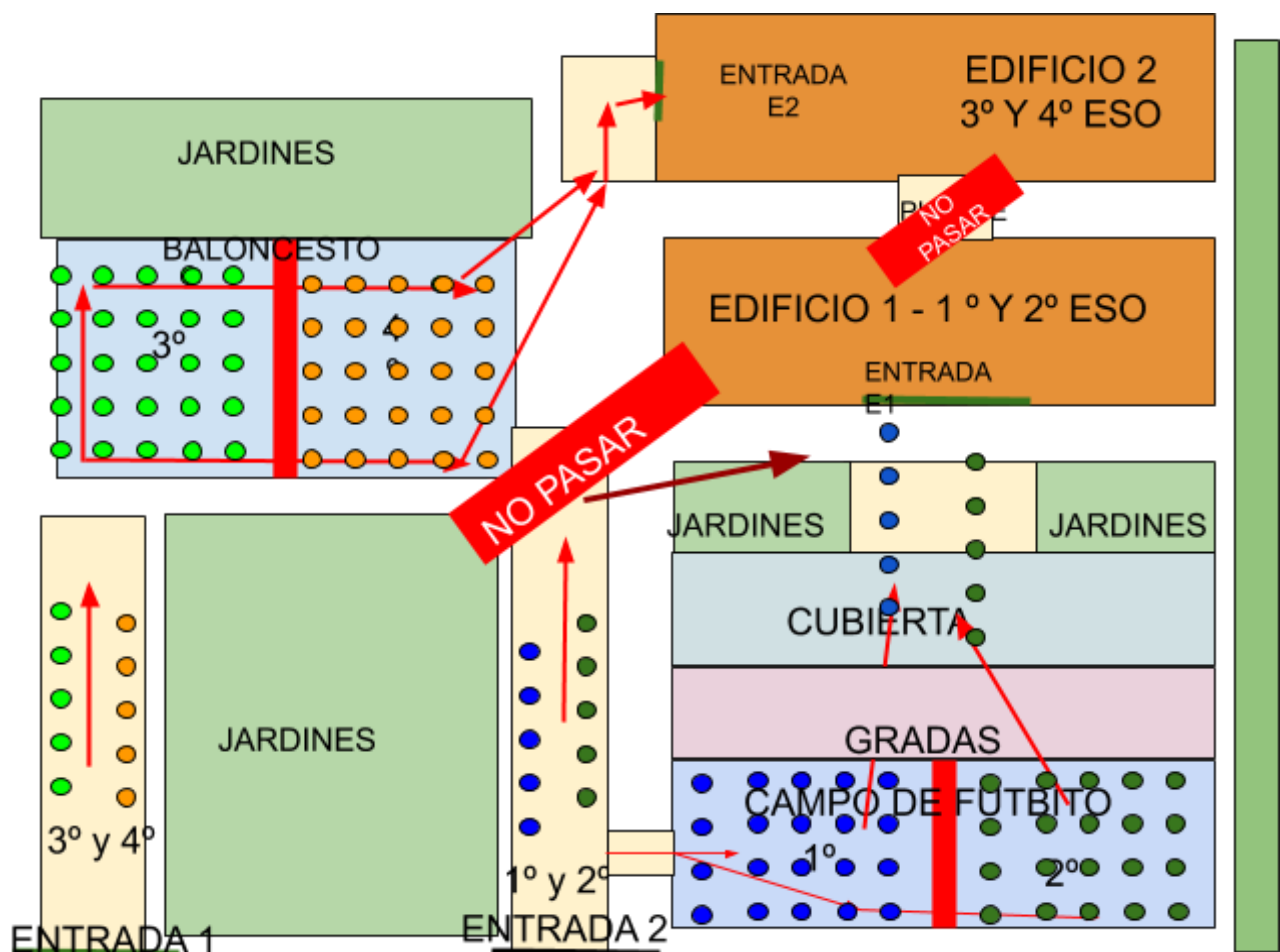 ENTRADA
E2
EDIFICIO 2
3º Y 4º ESO
JARDINES
NO
PASAR
BALONCESTO
3º
4º
EDIFICIO 1 - 1 º Y 2º ESO
ENTRADA
E1
NO PASAR
JARDINES
JARDINES
CUBIERTA
JARDINES
GRADAS
CAMPO DE FUTBITO
3º y 4º
1º
2º
1º y 2º
ENTRADA 1
ENTRADA 2